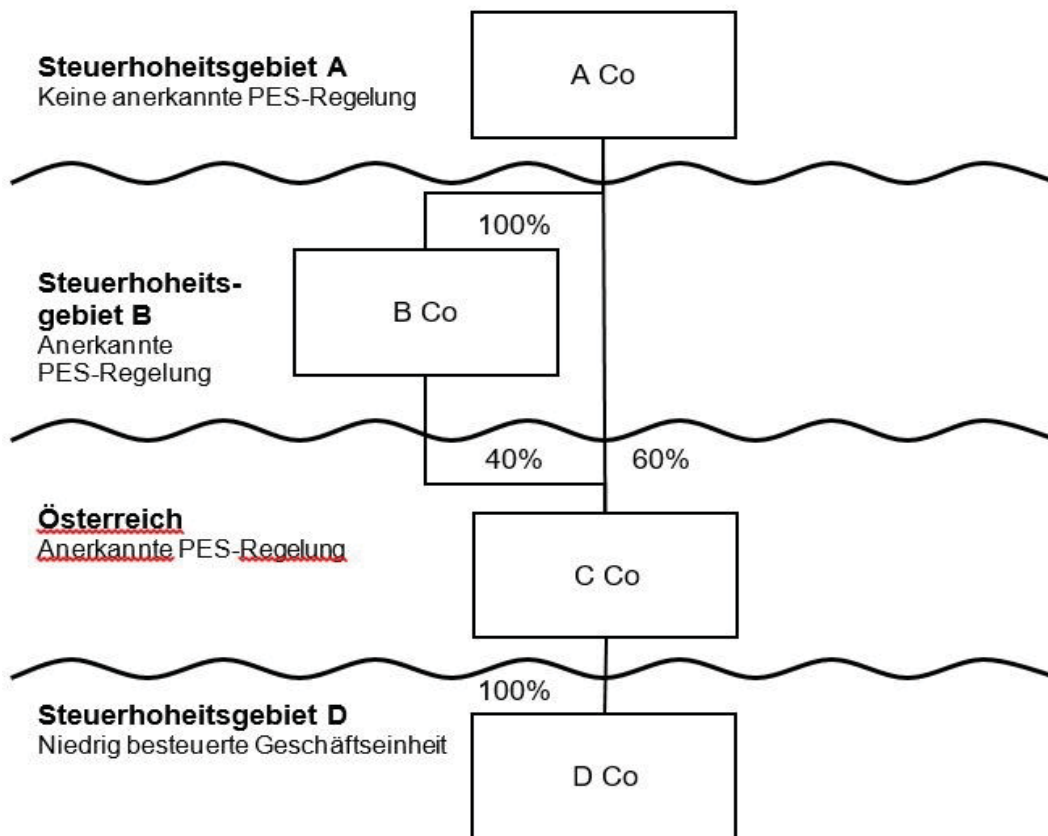 A Co
Steuerhoheitsgebiet A
Keine anerkannte PES-Regelung
100%
Steuerhoheits-
gebiet B
Anerkannte
PES-Regelung
B Co
40%
60%
Österreich
Anerkannte PES-Regelung
C Co
100%
Steuerhoheitsgebiet D
Niedrig besteuerte Geschäftseinheit
D Co